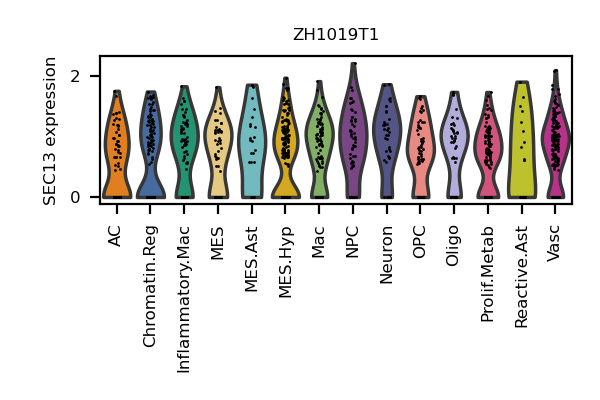 ZH1019T1
SEC13 expression
2
0
AC
Chromatin.Reg
Inflammatory.Mac
MES
MES.Ast
MES.Hyp
Mac
NPC
Neuron
OPC
Oligo
Prolif.Metab
Reactive.Ast
Vasc